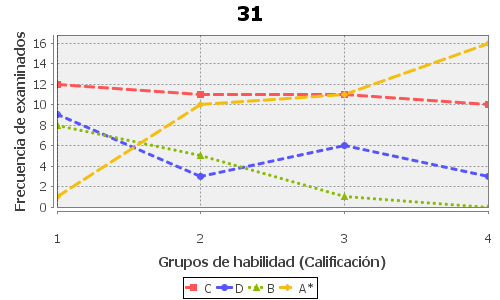 31
Frecuencia de examinados
16
14
12
10
8
6
4
2
0
1 2 3 4
Grupos de habilidad (Calificación)
C D B A*